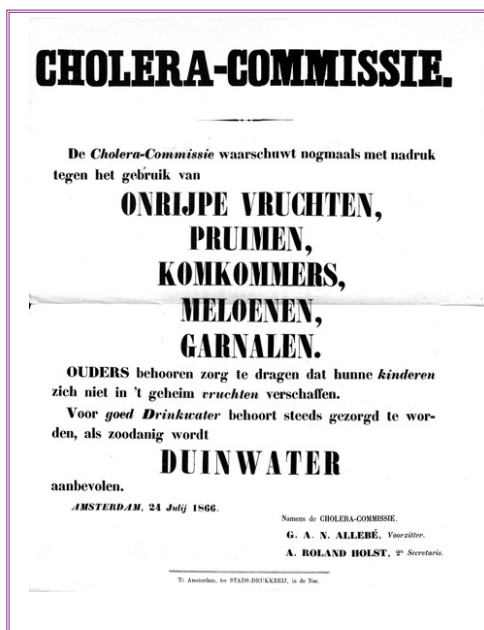 CHOLERA-COMMISSIE.
De Cholera-Commissie waarschuwt nogmaals met nadruk
tegen het gebruik van
ONRIJPE VRUCHTEN,
PRUIMEN,
KOMKOMMERS,
MELOENEN,
GARNALEN.
OUDERS behooren zorg te dragen dat hunne kinderen
zich niet in 't geheim vruchten verschaffen.
Voor goed Drinkwater behoort steeds gezorgd te wor-
den, als zoodanig wordt
DUINWATER
aanbevolen.
AMSTERDAM, 24 Julij 1866.
Namens de CHOLERA-COMMISSIE.
G. A. N. ALLEBÉ, Voorzitter.
A. ROLAND HOLST, 2e Secretaris.
Te Amsterdam, ter STADS-DRUKKERIJ, in de Nes.